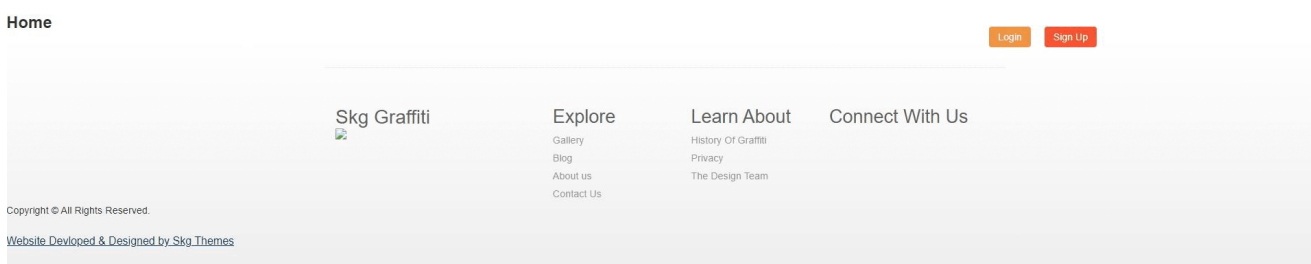 Home
Login
Sign Up
Skg Graffiti
Explore
Gallery
Blog
About us
Contact Us
Learn About
History Of Graffiti
Privacy
The Design Team
Connect With Us
Copyright © All Rights Reserved.
Website Devloped & Designed by Skg Themes